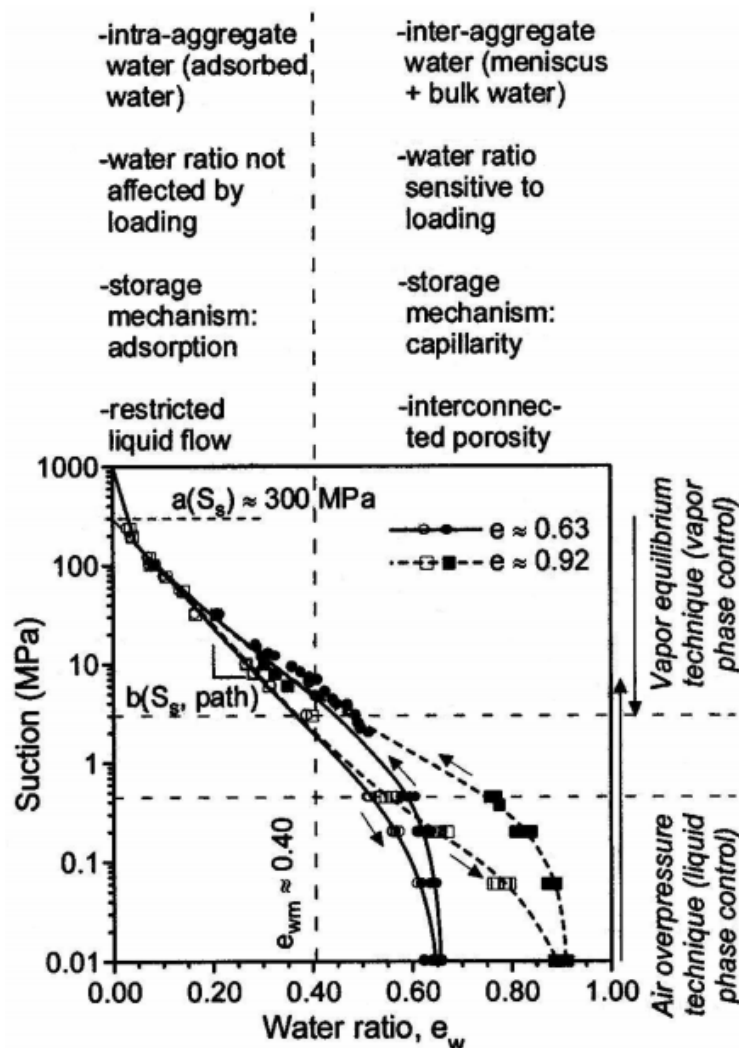 -intra-aggregate
water (adsorbed
water)
-water ratio not
affected by
loading
-storage
mechanism:
adsorption
-restricted
liquid flow
-inter-aggregate
water (meniscus
+ bulk water)
-water ratio
sensitive to
loading
-storage
mechanism:
capillarity
-interconnec-
ted porosity
1000
100
10
1
0.1
0.01
Suction (MPa)
a(Sₛ) ≈ 300 MPa
e ≈ 0.63
e ≈ 0.92
b(Sₛ, path)
e_wm ≈ 0.40
0.00 0.20 0.40 0.60 0.80 1.00
Water ratio, e_w
Vapor equilibrium
technique (vapor
phase control)
Air overpressure
technique (liquid
phase control)